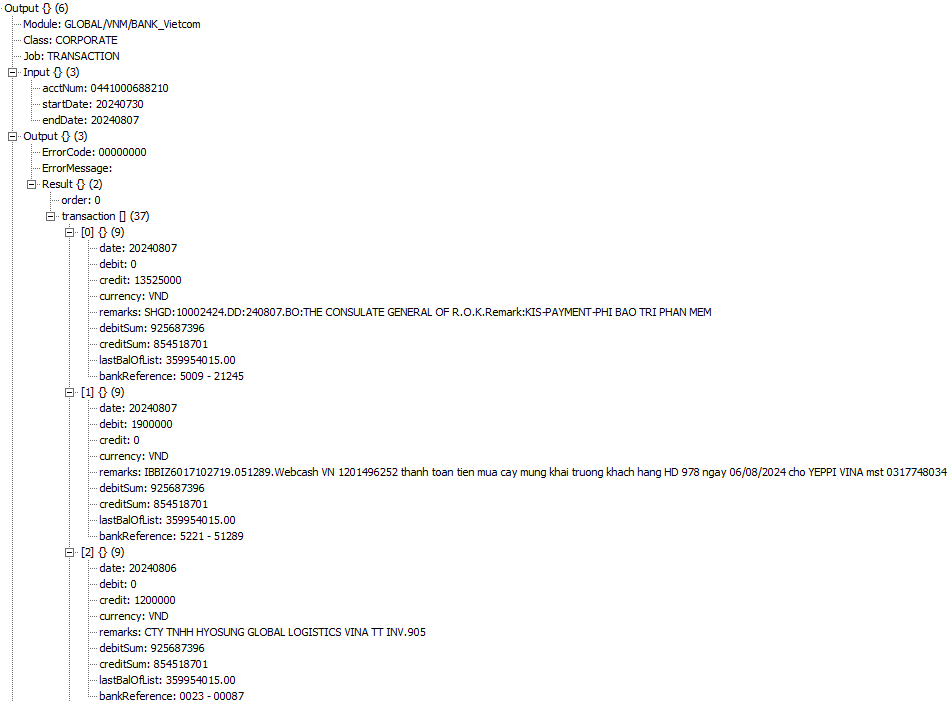 Output {} (6)
Module: GLOBAL/VNM/BANK_Vietcom
Class: CORPORATE
Job: TRANSACTION
Input {} (3)
acctNum: 0441000688210
startDate: 20240730
endDate: 20240807
Output {} (3)
ErrorCode: 00000000
ErrorMessage:
Result {} (2)
order: 0
transaction [] (37)
[0] {} (9)
date: 20240807
debit: 0
credit: 13525000
currency: VND
remarks: SHGD:10002424.DD:240807.BO:THE CONSULATE GENERAL OF R.O.K.Remark:KIS-PAYMENT-PHI BAO TRI PHAN MEM
debitSum: 925687396
creditSum: 854518701
lastBalOfList: 359954015.00
bankReference: 5009 - 21245
[1] {} (9)
date: 20240807
debit: 1900000
credit: 0
currency: VND
remarks: IBBIZ6017102719.051289.Webcash VN 1201496252 thanh toan tien mua cay mung khai truong khach hang HD 978 ngay 06/08/2024 cho YEPPI VINA mst 0317748034
debitSum: 925687396
creditSum: 854518701
lastBalOfList: 359954015.00
bankReference: 5221 - 51289
[2] {} (9)
date: 20240806
debit: 0
credit: 1200000
currency: VND
remarks: CTY TNHH HYOSUNG GLOBAL LOGISTICS VINA TT INV.905
debitSum: 925687396
creditSum: 854518701
lastBalOfList: 359954015.00
bankReference: 0023 - 00087